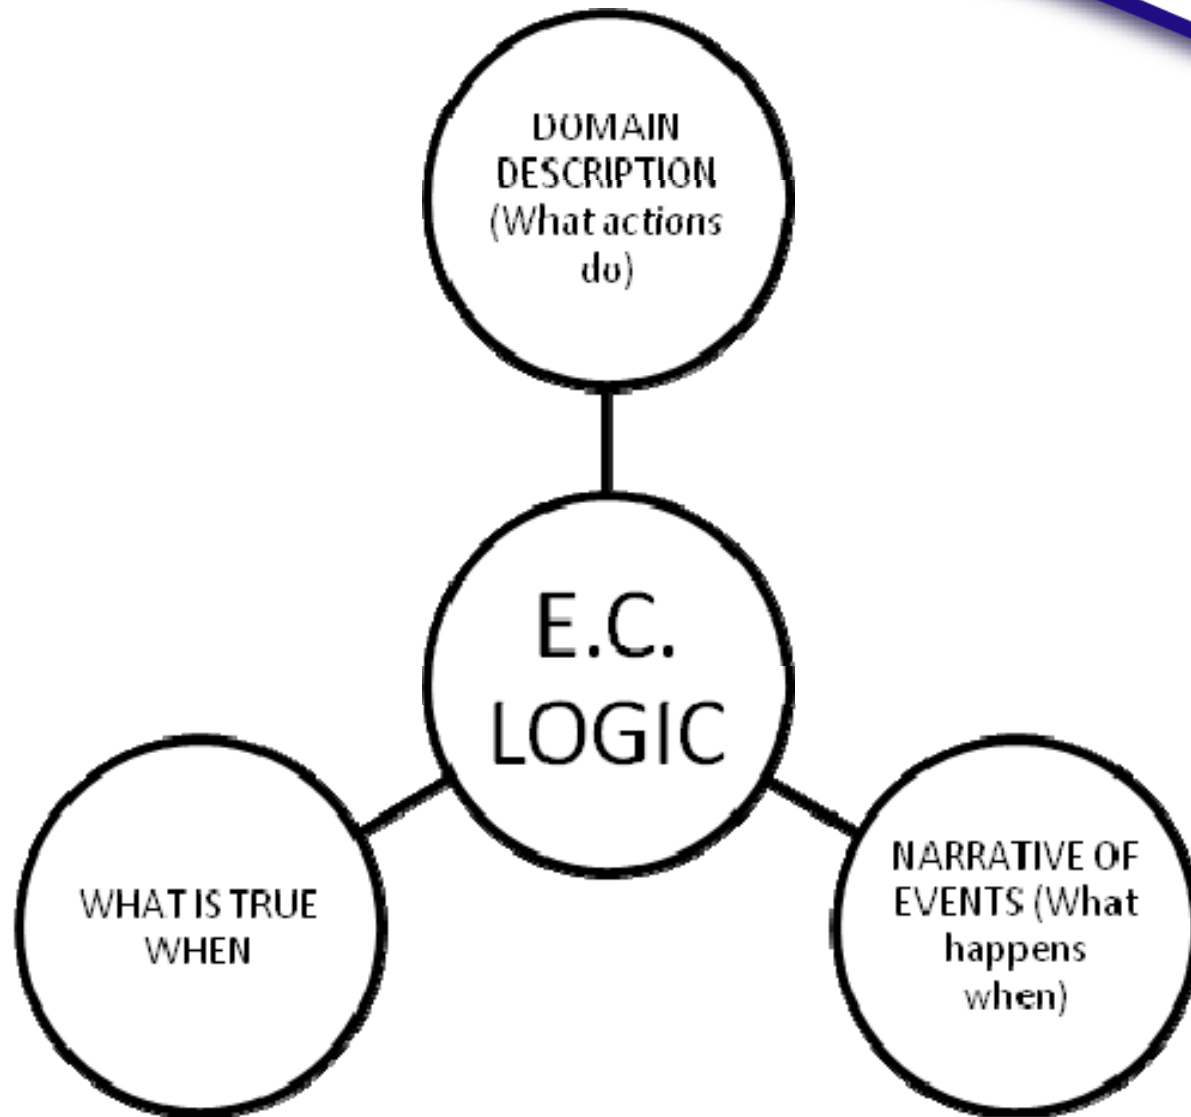 DOMAIN
DESCRIPTION
(What actions
do)
E.C.
LOGIC
WHAT IS TRUE
WHEN
NARRATIVE OF
EVENTS (What
happens
when)